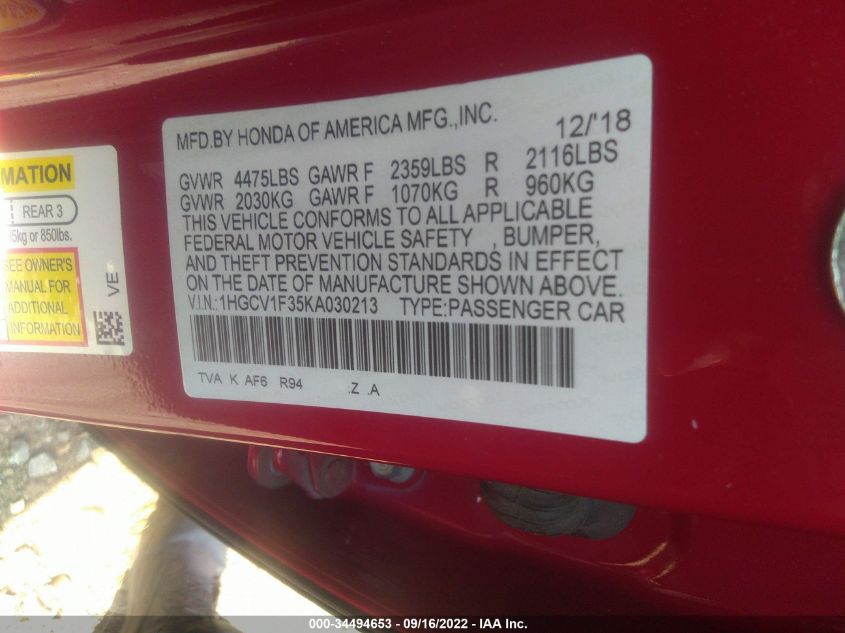 MATION
REAR 3
5kg or 850lbs.
SEE OWNER'S
MANUAL FOR
ADDITIONAL
INFORMATION
VE
MFD.BY HONDA OF AMERICA MFG.,INC. 12/'18
GVWR 4475LBS GAWR F 2359LBS R 2116LBS
GVWR 2030KG GAWR F 1070KG R 960KG
THIS VEHICLE CONFORMS TO ALL APPLICABLE
FEDERAL MOTOR VEHICLE SAFETY , BUMPER,
AND THEFT PREVENTION STANDARDS IN EFFECT
ON THE DATE OF MANUFACTURE SHOWN ABOVE.
V.I.N.:1HGCV1F35KA030213 TYPE:PASSENGER CAR
TVA K AF6 R94 .Z .A
000-34494653 - 09/16/2022 - IAA Inc.